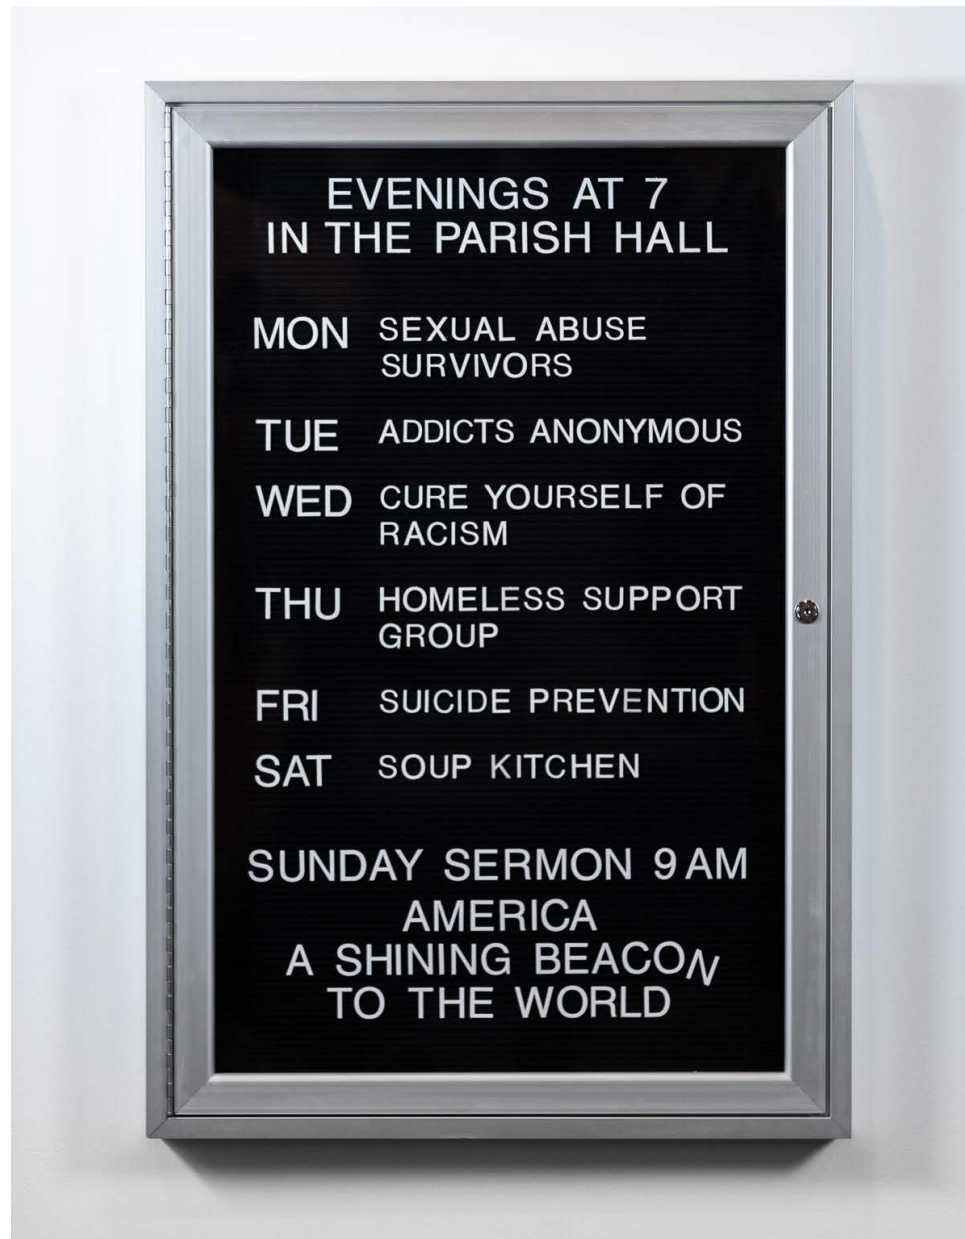 EVENINGS AT 7
IN THE PARISH HALL
MON SEXUAL ABUSE
SURVIVORS
TUE ADDICTS ANONYMOUS
WED CURE YOURSELF OF
RACISM
THU HOMELESS SUPPORT
GROUP
FRI SUICIDE PREVENTION
SAT SOUP KITCHEN
SUNDAY SERMON 9 AM
AMERICA
A SHINING BEACON
TO THE WORLD